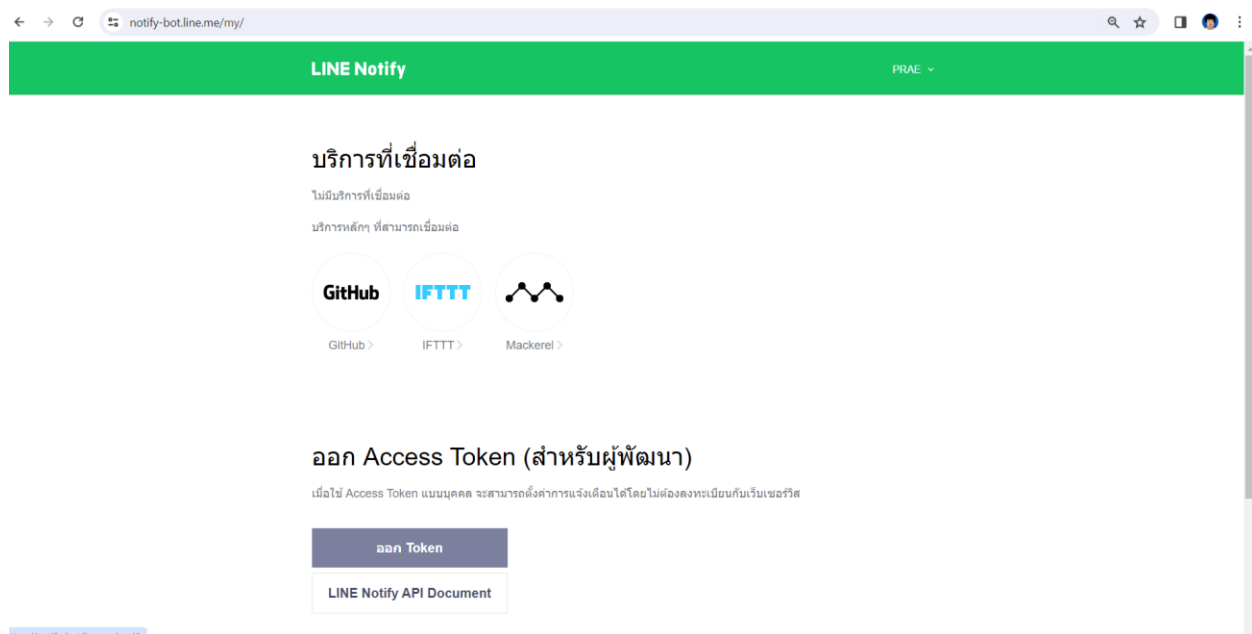 notify-bot.line.me/my/
LINE Notify
PRAE
บริการที่เชื่อมต่อ
ไม่มีบริการที่เชื่อมต่อ
บริการหลักๆ ที่สามารถเชื่อมต่อ
GitHub IFTTT
GitHub IFTTT Mackerel
ออก Access Token (สำหรับผู้พัฒนา)
เมื่อใช้ Access Token แบบบุคคล จะสามารถตั้งค่าการแจ้งเตือนได้โดยไม่ต้องลงทะเบียนกับเว็บเซอร์วิส
ออก Token
LINE Notify API Document